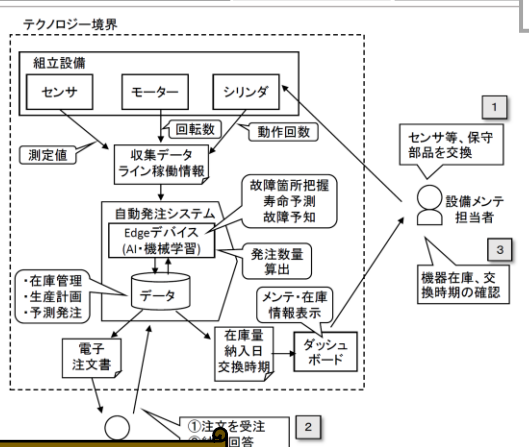 テクノロジー境界
組立設備
センサ
モーター
シリンダ
測定値
回転数
動作回数
収集データ
ライン稼働情報
自動発注システム
Edgeデバイス
(AI・機械学習)
故障箇所把握
寿命予測
故障予知
発注数量
算出
・在庫管理
・生産計画
・予測発注
データ
メンテ・在庫
情報表示
電子
注文書
在庫量
納入日
交換時期
ダッシュ
ボード
1
センサ等、保守
部品を交換
設備メンテ
担当者
3
機器在庫、交
換時期の確認
①注文を受注
回答
2